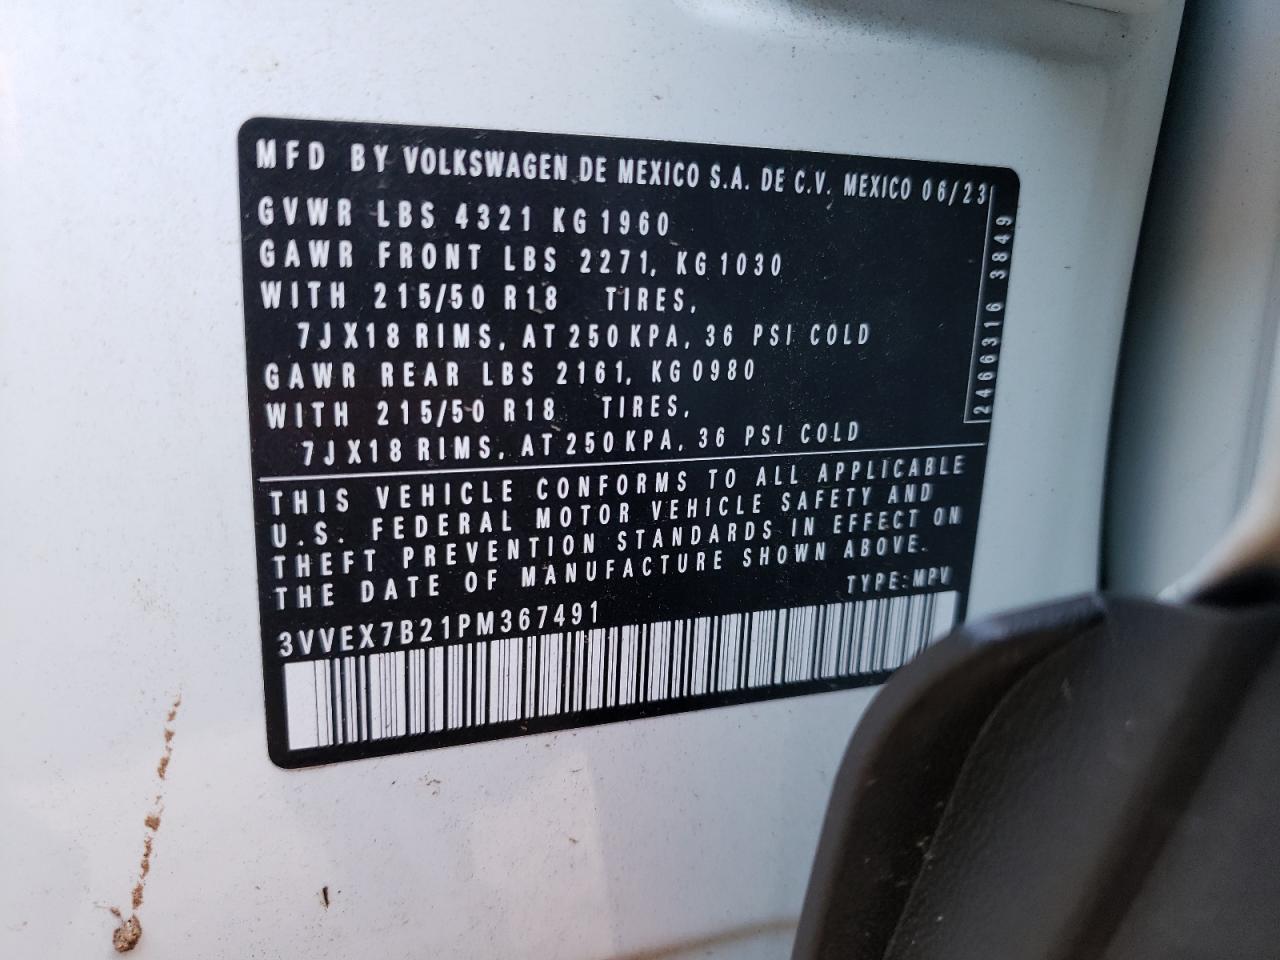 MFD BY VOLKSWAGEN DE MEXICO S.A. DE C.V. MEXICO 06/23
GVWR LBS 4321 KG 1960
GAWR FRONT LBS 2271, KG 1030
WITH 215/50 R18 TIRES,
7JX18 RIMS, AT 250 KPA, 36 PSI COLD
GAWR REAR LBS 2161, KG 0980
WITH 215/50 R18 TIRES,
7JX18 RIMS, AT 250 KPA, 36 PSI COLD
2466316 3849
THIS VEHICLE CONFORMS TO ALL APPLICABLE
U.S. FEDERAL MOTOR VEHICLE SAFETY AND
THEFT PREVENTION STANDARDS IN EFFECT ON
THE DATE OF MANUFACTURE SHOWN ABOVE.
TYPE:MPV
3VVEX7B21PM367491